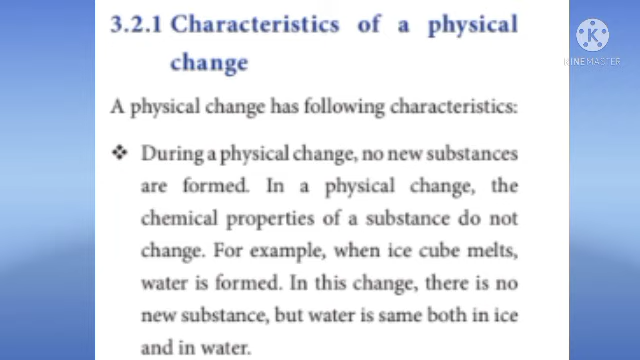 3.2.1 Characteristics of a physical
change
A physical change has following characteristics:
❖ During a physical change, no new substances
are formed. In a physical change, the
chemical properties of a substance do not
change. For example, when ice cube melts,
water is formed. In this change, there is no
new substance, but water is same both in ice
and in water.
K
KINEMASTER